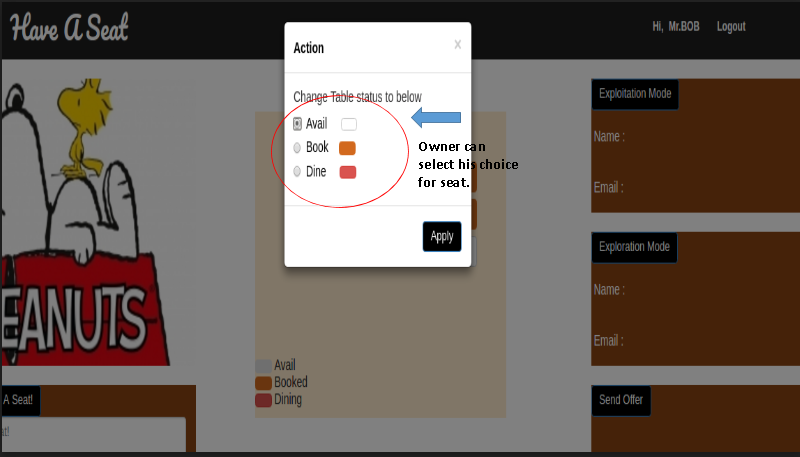 Have A Seat
Hi, Mr.BOB Logout
Action
x
Change Table status to below
Avail
Book
Dine
Apply
Owner can
select his choice
for seat.
EANUTS
Avail
Booked
Dining
A Seat!
at!
Exploitation Mode
Name :
Email :
Exploration Mode
Name :
Email :
Send Offer